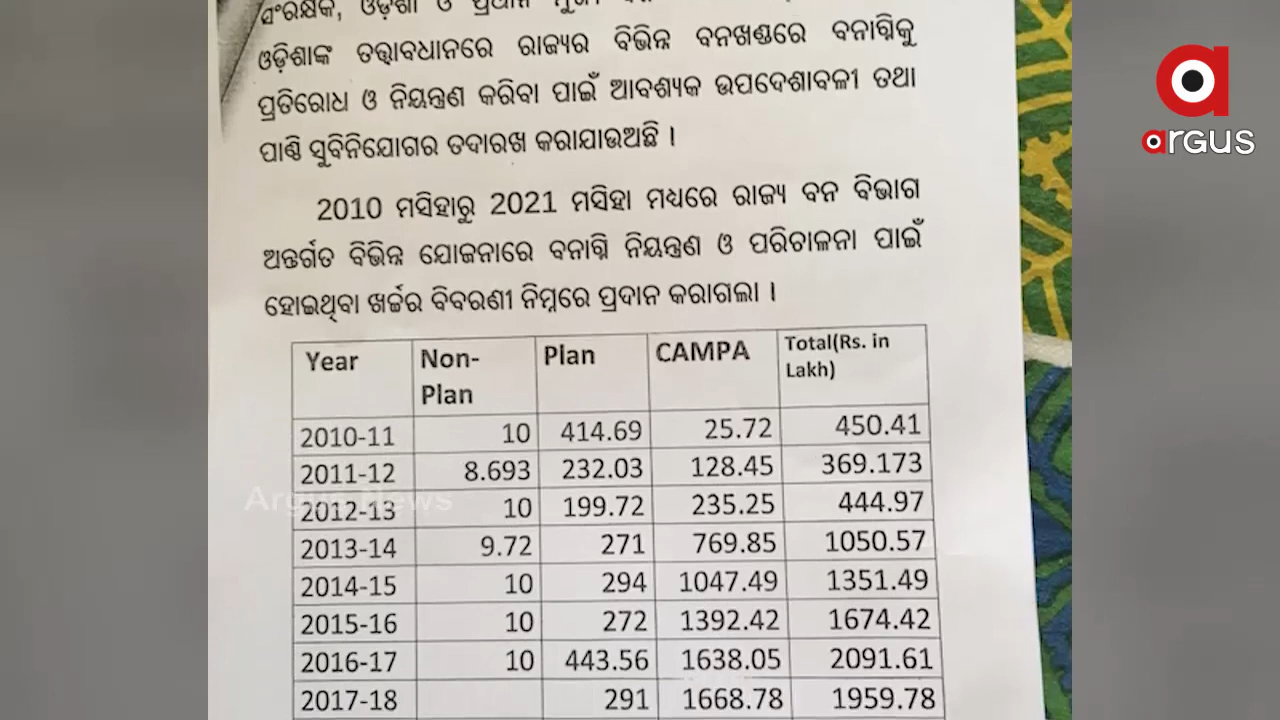 ସଂରକ୍ଷକ, ଓଡ଼ିଶା ଓ ପ୍ରଧାନ
ଓଡ଼ିଶାଙ୍କ ତତ୍ତ୍ୱାବଧାନରେ ରାଜ୍ୟର ବିଭିନ୍ନ ବନଖଣ୍ଡରେ ବନାଗ୍ନିକୁ
ପ୍ରତିରୋଧ ଓ ନିୟନ୍ତ୍ରଣ କରିବା ପାଇଁ ଆବଶ୍ୟକ ଉପଦେଶାବଳୀ ତଥା
ପାଣ୍ଠି ସୁବିନିଯୋଗର ତଦାରଖ କରାଯାଉଅଛି ।
2010 ମସିହାରୁ 2021 ମସିହା ମଧ୍ୟରେ ରାଜ୍ୟ ବନ ବିଭାଗ
ଅନ୍ତର୍ଗତ ବିଭିନ୍ନ ଯୋଜନାରେ ବନାଗ୍ନି ନିୟନ୍ତ୍ରଣ ଓ ପରିଚାଳନା ପାଇଁ
ହୋଇଥିବା ଖର୍ଚ୍ଚର ବିବରଣୀ ନିମ୍ନରେ ପ୍ରଦାନ କରାଗଲା ।
Year Non-Plan Plan CAMPA Total(Rs. in Lakh)
2010-11 10 414.69 25.72 450.41
2011-12 8.693 232.03 128.45 369.173
2012-13 10 199.72 235.25 444.97
2013-14 9.72 271 769.85 1050.57
2014-15 10 294 1047.49 1351.49
2015-16 10 272 1392.42 1674.42
2016-17 10 443.56 1638.05 2091.61
2017-18 291 1668.78 1959.78
Argus News
argus